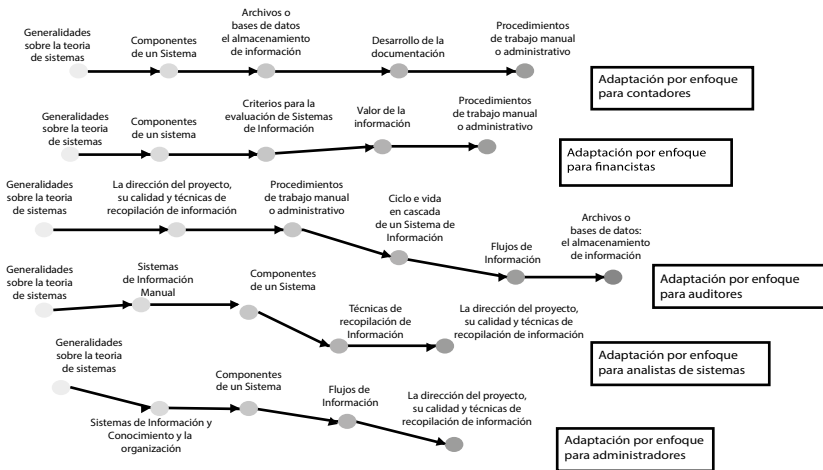 Generalidades
sobre la teoria
de sistemas
Componentes
de un Sistema
Archivos o
bases de datos
el almacenamiento
de información
Desarrollo de la
documentación
Procedimientos
de trabajo manual
o administrativo
Adaptación por enfoque
para contadores
Generalidades
sobre la teoria
de sistemas
Componentes
de un sistema
Criterios para la
evaluación de Sistemas
de Información
Valor de la
información
Procedimientos
de trabajo manual
o administrativo
Adaptación por enfoque
para financistas
Generalidades
sobre la teoria de
sistemas
La dirección del proyecto,
su calidad y técnicas de
recopilación de información
Procedimientos
de trabajo manual
o administrativo
Ciclo e vida
en cascada
de un Sistema de
Información
Flujos de
Información
Archivos o
bases de datos:
el almacenamiento
de información
Adaptación por enfoque
para auditores
Generalidades
sobre la teoria
de sistemas
Sistemas
de Información
Manual
Componentes
de un Sistema
Técnicas de
recopilación de
Información
La dirección del proyecto,
su calidad y técnicas de
recopilación de información
Adaptación por enfoque
para analistas de sistemas
Generalidades
sobre la teoria
de sistemas
Sistemas de Información y
Conocimiento y la
organización
Componentes
de un Sistema
Flujos de
Información
La dirección del proyecto,
su calidad y técnicas de
recopilación de información
Adaptación por enfoque
para administradores